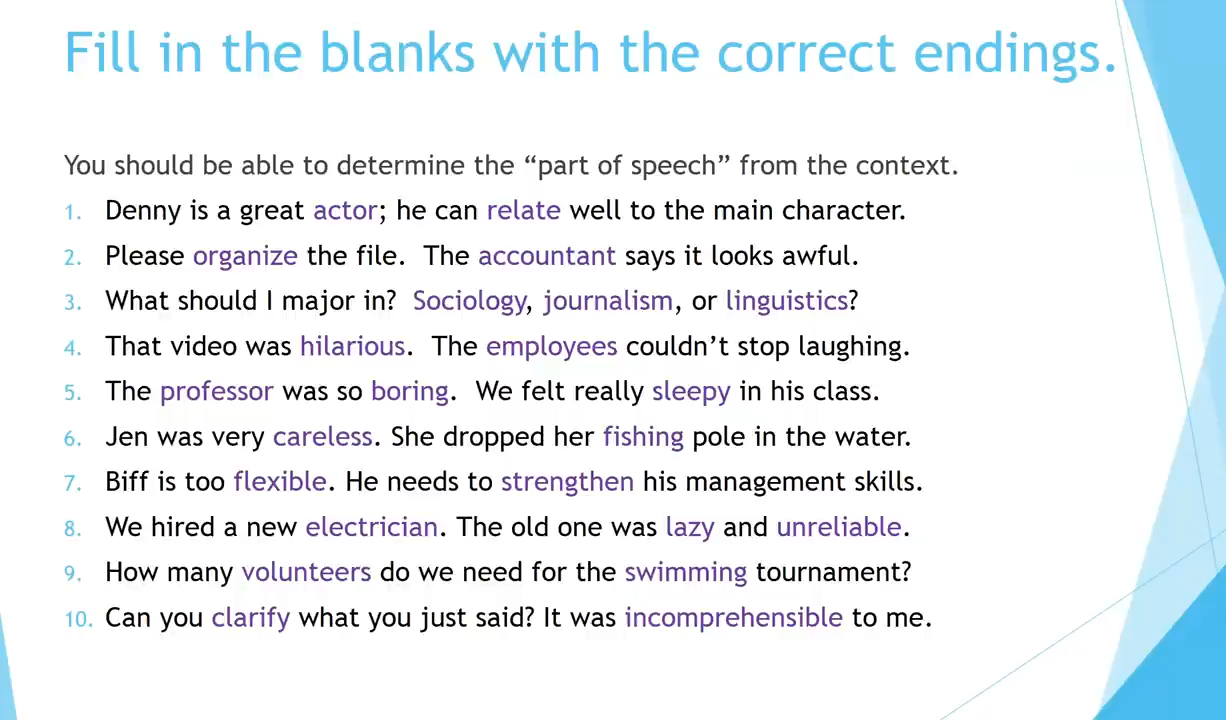 Fill in the blanks with the correct endings.
You should be able to determine the “part of speech” from the context.
1. Denny is a great actor; he can relate well to the main character.
2. Please organize the file.  The accountant says it looks awful.
3. What should I major in?  Sociology, journalism, or linguistics?
4. That video was hilarious.  The employees couldn’t stop laughing.
5. The professor was so boring.  We felt really sleepy in his class.
6. Jen was very careless. She dropped her fishing pole in the water.
7. Biff is too flexible. He needs to strengthen his management skills.
8. We hired a new electrician. The old one was lazy and unreliable.
9. How many volunteers do we need for the swimming tournament?
10. Can you clarify what you just said? It was incomprehensible to me.